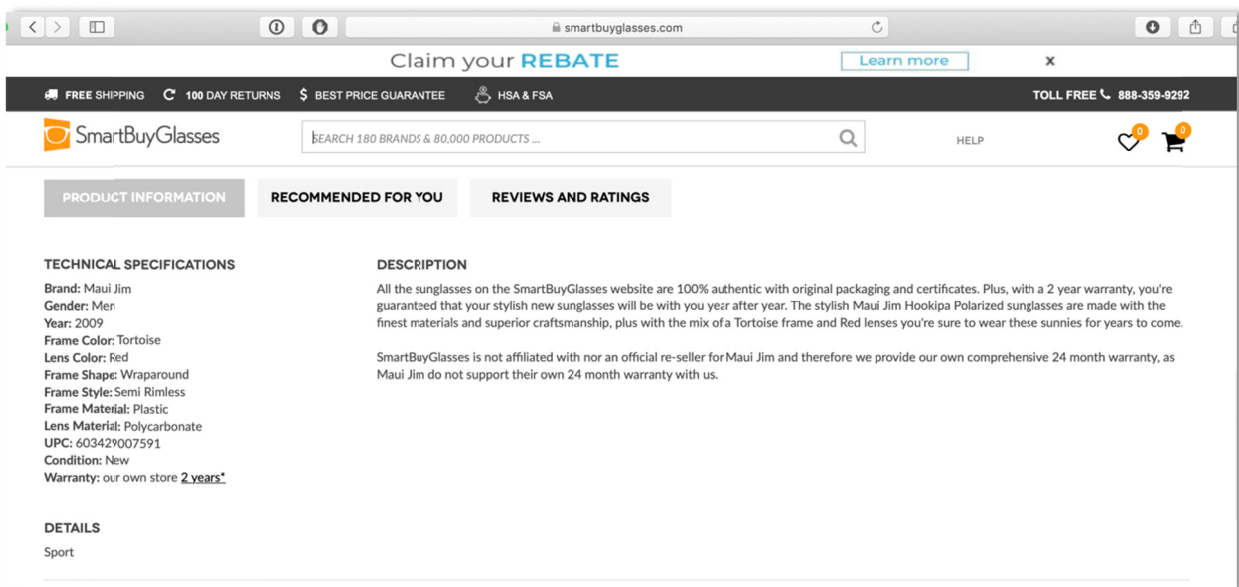 smartbuyglasses.com
Claim your REBATE
Learn more
x
FREE SHIPPING
100 DAY RETURNS
$ BEST PRICE GUARANTEE
HSA & FSA
TOLL FREE 888-359-9292
SmartBuyGlasses
SEARCH 180 BRANDS & 80,000 PRODUCTS ...
HELP
0
0
PRODUCT INFORMATION
RECOMMENDED FOR YOU
REVIEWS AND RATINGS
TECHNICAL SPECIFICATIONS
Brand: Maui Jim
Gender: Men
Year: 2009
Frame Color: Tortoise
Lens Color: Red
Frame Shape: Wraparound
Frame Style: Semi Rimless
Frame Material: Plastic
Lens Material: Polycarbonate
UPC: 603429007591
Condition: New
Warranty: our own store 2 years*
DETAILS
Sport
DESCRIPTION
All the sunglasses on the SmartBuyGlasses website are 100% authentic with original packaging and certificates. Plus, with a 2 year warranty, you're
guaranteed that your stylish new sunglasses will be with you year after year. The stylish Maui Jim Hookipa Polarized sunglasses are made with the
finest materials and superior craftsmanship, plus with the mix of a Tortoise frame and Red lenses you're sure to wear these sunnies for years to come.
SmartBuyGlasses is not affiliated with nor an official re-seller for Maui Jim and therefore we provide our own comprehensive 24 month warranty, as
Maui Jim do not support their own 24 month warranty with us.